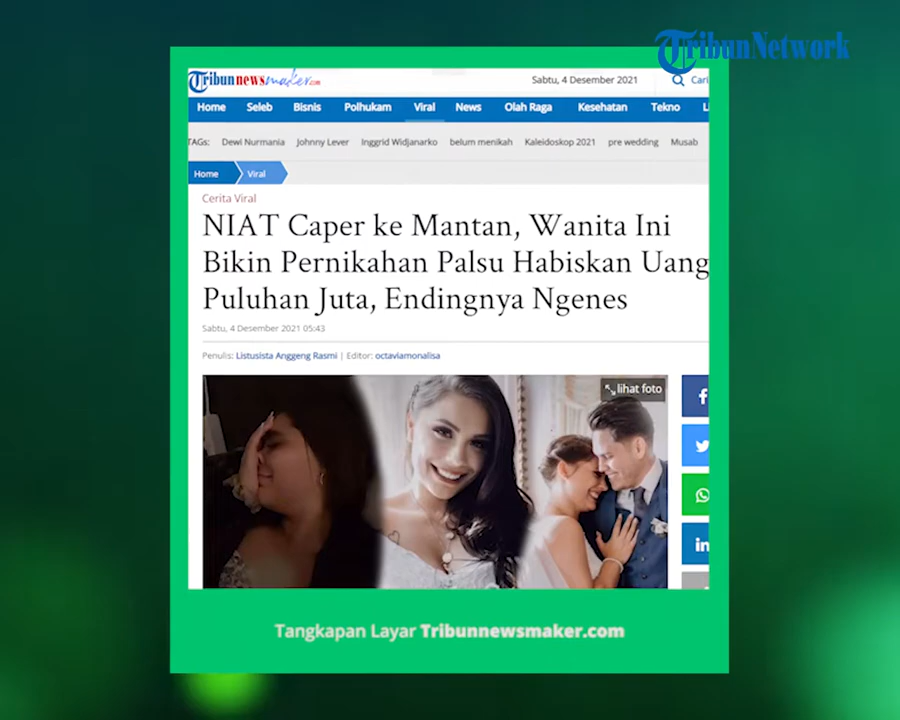 TribunNetwork
Tribunnewsmaker.com
Sabtu, 4 Desember 2021
Cari
Home Seleb Bisnis Polhukam Viral News Olah Raga Kesehatan Tekno L
TAGs: Dewi Nurmania Johnny Lever Inggrid Widjanarko belum menikah Kaleidoskop 2021 pre wedding Musab
Home Viral
Cerita Viral
NIAT Caper ke Mantan, Wanita Ini
Bikin Pernikahan Palsu Habiskan Uang
Puluhan Juta, Endingnya Ngenes
Sabtu, 4 Desember 2021 05:43
Penulis: Listusista Anggeng Rasmi | Editor: octaviamonalisa
lihat foto
Tangkapan Layar Tribunnewsmaker.com